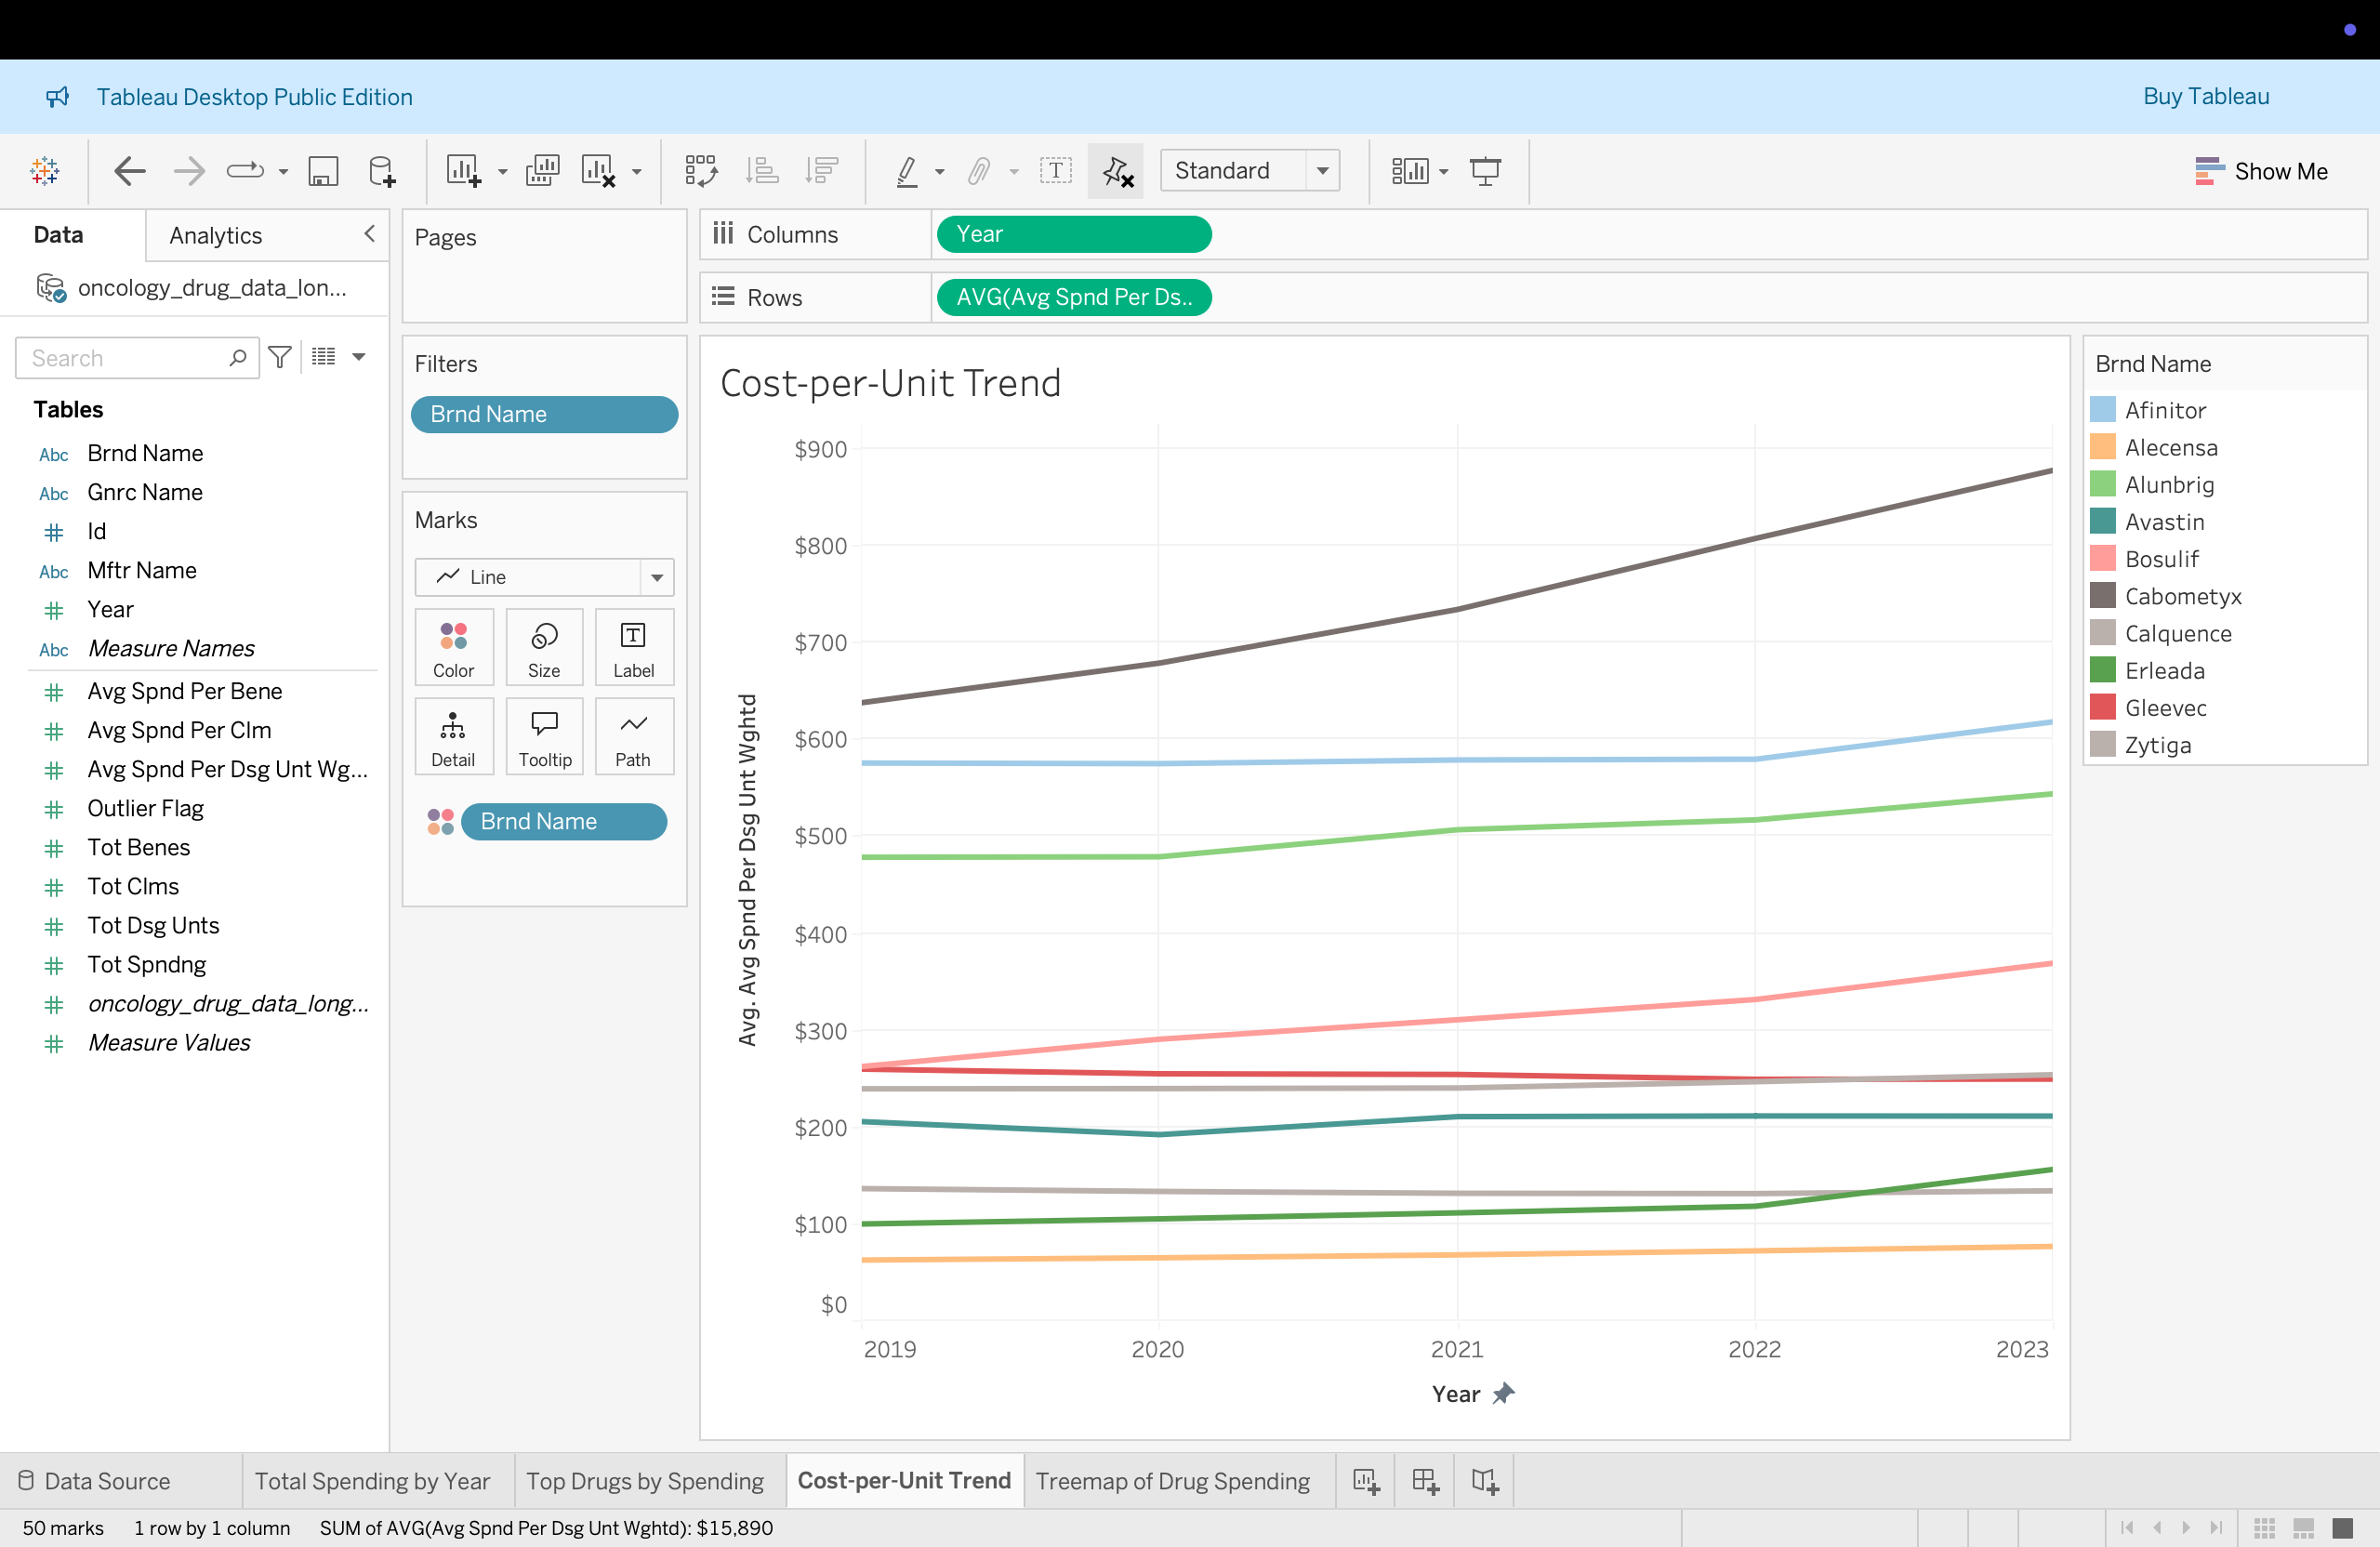 Tableau Desktop Public Edition
Buy Tableau
Standard
Show Me
Data
Analytics
oncology_drug_data_lon...
Search
Tables
Abc Brnd Name
Abc Gnrc Name
# Id
Abc Mftr Name
# Year
Abc Measure Names
# Avg Spnd Per Bene
# Avg Spnd Per Clm
# Avg Spnd Per Dsg Unt Wg...
# Outlier Flag
# Tot Benes
# Tot Clms
# Tot Dsg Unts
# Tot Spndng
# oncology_drug_data_long...
# Measure Values
Pages
Filters
Brnd Name
Marks
Line
Color
Size
Label
Detail
Tooltip
Path
Brnd Name
Columns
Year
Rows
AVG(Avg Spnd Per Ds..
Cost-per-Unit Trend
Avg. Avg Spnd Per Dsg Unt Wghtd
$900
$800
$700
$600
$500
$400
$300
$200
$100
$0
2019
2020
2021
2022
2023
Year
Brnd Name
Afinitor
Alecensa
Alunbrig
Avastin
Bosulif
Cabometyx
Calquence
Erleada
Gleevec
Zytiga
Data Source
Total Spending by Year
Top Drugs by Spending
Cost-per-Unit Trend
Treemap of Drug Spending
50 marks
1 row by 1 column
SUM of AVG(Avg Spnd Per Dsg Unt Wghtd): $15,890